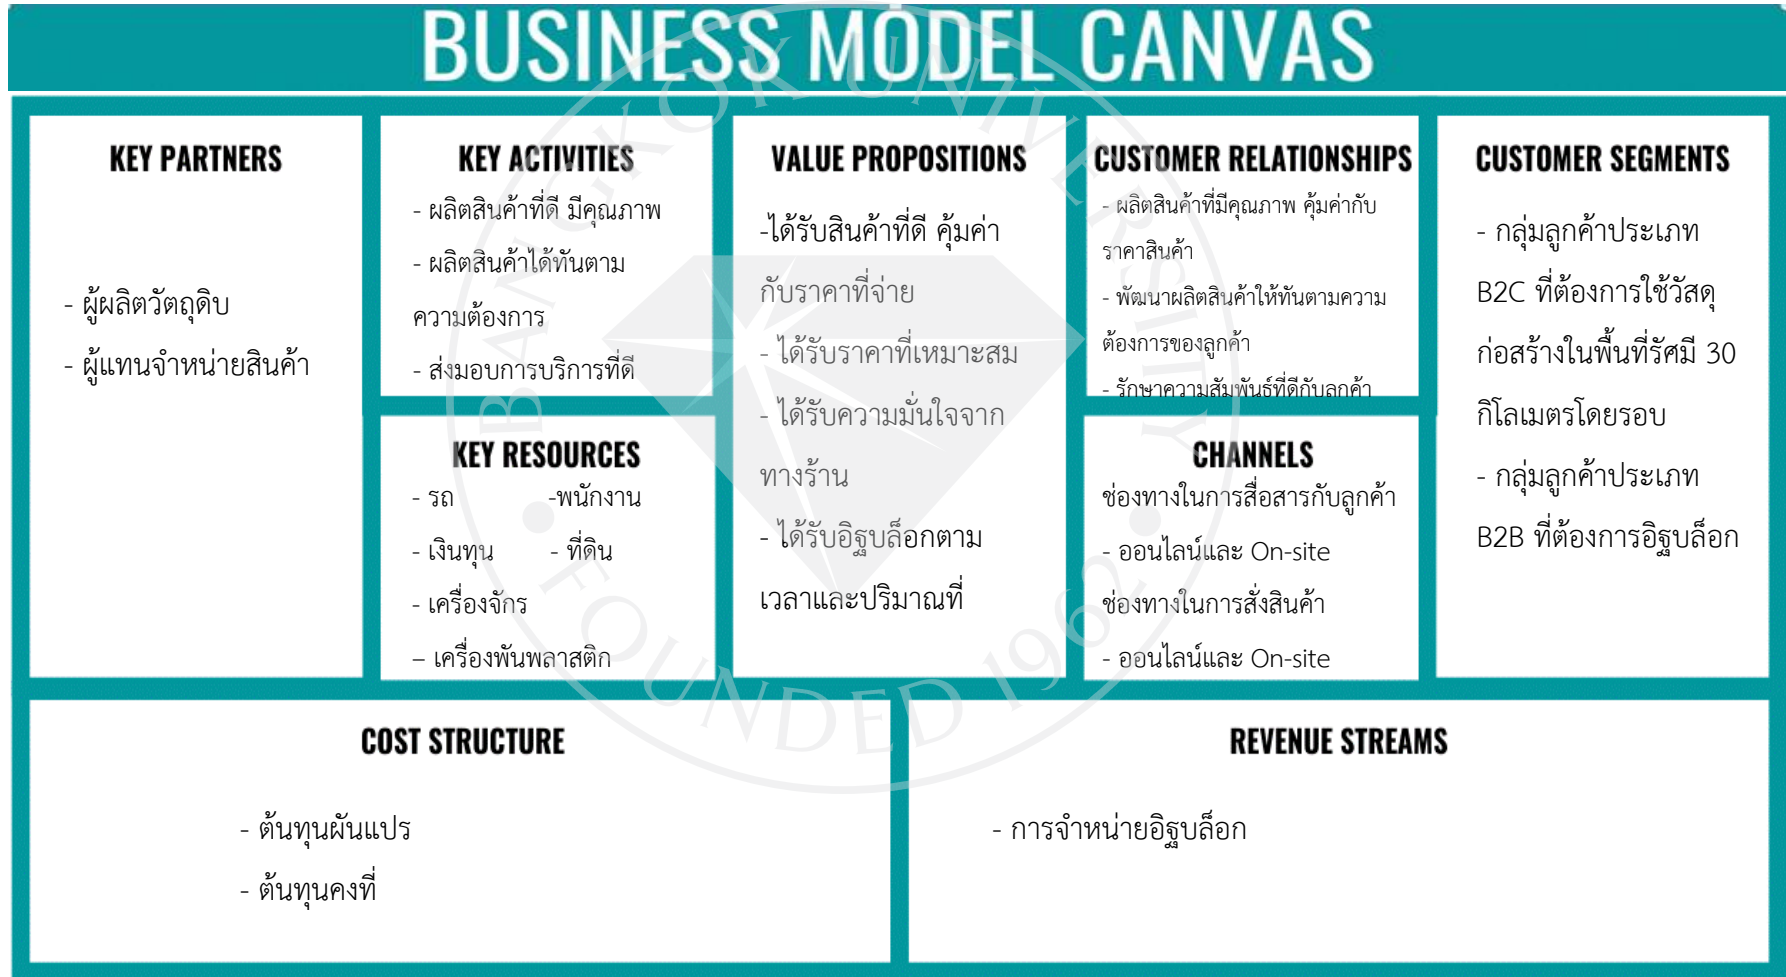 BUSINESS MODEL CANVAS
KEY PARTNERS
- ผู้ผลิตวัตถุดิบ
- ผู้แทนจำหน่ายสินค้า
KEY ACTIVITIES
- ผลิตสินค้าที่ดี มีคุณภาพ
- ผลิตสินค้าได้ทันตาม
ความต้องการ
- ส่งมอบการบริการที่ดี
KEY RESOURCES
- รถ -พนักงาน
- เงินทุน - ที่ดิน
- เครื่องจักร
– เครื่องพันพลาสติก
VALUE PROPOSITIONS
-ได้รับสินค้าที่ดี คุ้มค่า
กับราคาที่จ่าย
- ได้รับราคาที่เหมาะสม
- ได้รับความมั่นใจจาก
ทางร้าน
- ได้รับอิฐบล็อกตาม
เวลาและปริมาณที่
CUSTOMER RELATIONSHIPS
- ผลิตสินค้าที่มีคุณภาพ คุ้มค่ากับ
ราคาสินค้า
- พัฒนาผลิตสินค้าให้ทันตามความ
ต้องการของลูกค้า
- รักษาความสัมพันธ์ที่ดีกับลูกค้า
CHANNELS
ช่องทางในการสื่อสารกับลูกค้า
- ออนไลน์และ On-site
ช่องทางในการสั่งสินค้า
- ออนไลน์และ On-site
CUSTOMER SEGMENTS
- กลุ่มลูกค้าประเภท
B2C ที่ต้องการใช้วัสดุ
ก่อสร้างในพื้นที่รัศมี 30
กิโลเมตรโดยรอบ
- กลุ่มลูกค้าประเภท
B2B ที่ต้องการอิฐบล็อก
COST STRUCTURE
- ต้นทุนผันแปร
- ต้นทุนคงที่
REVENUE STREAMS
- การจำหน่ายอิฐบล็อก
BANGKOK UNIVERSITY
FOUNDED 1962